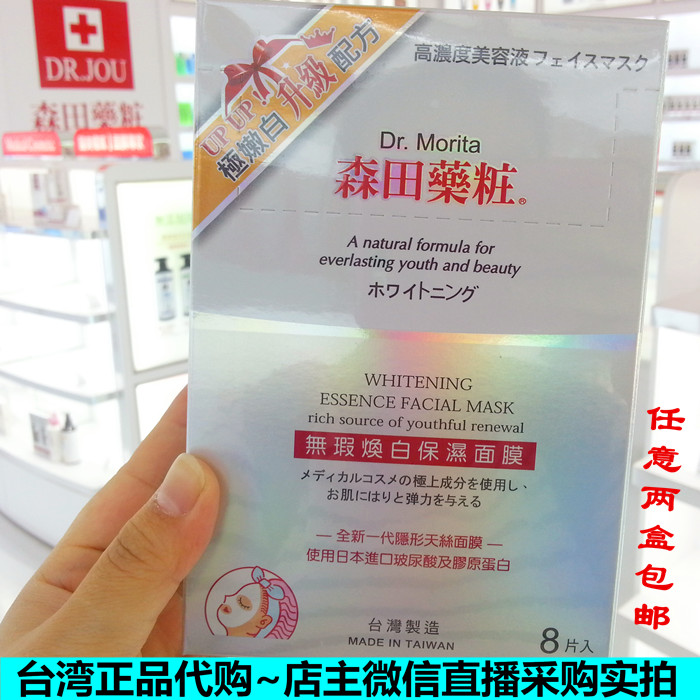 DR.JOU
森田藥粧
UP UP!
極嫩白升級配方
高濃度美容液フェイスマスク
Dr. Morita
森田藥粧®
A natural formula for
everlasting youth and beauty
ホワイトニング
WHITENING
ESSENCE FACIAL MASK
rich source of youthful renewal
無瑕煥白保濕面膜
メディカルコスメの極上成分を使用し、
お肌にはりと弾力を与える
全新一代隱形天絲面膜
使用日本進口玻尿酸及膠原蛋白
台灣製造
MADE IN TAIWAN
8片入
任意两盒包邮
台湾正品代购~店主微信直播采购实拍